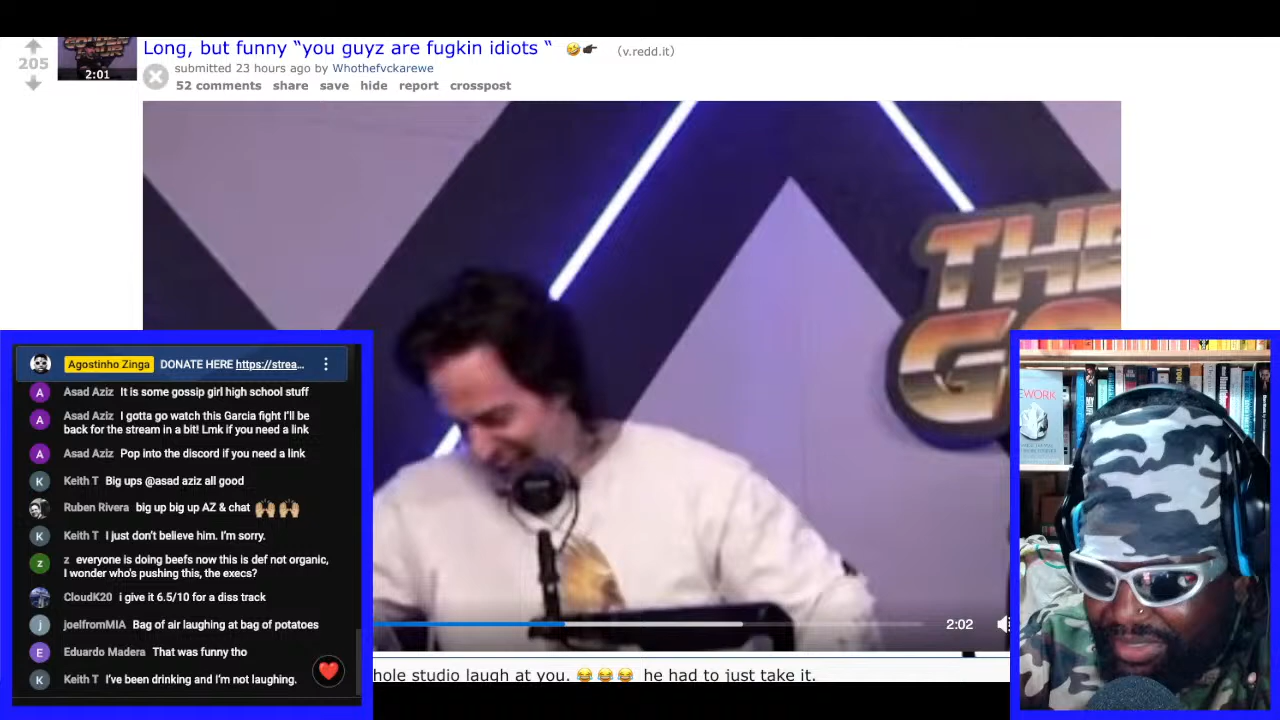 205
2:01
Long, but funny “you guyz are fugkin idiots “ 🤣👉 (v.redd.it)
submitted 23 hours ago by Whothefvckarewe
52 comments share save hide report crosspost
THE
GO
WORK
Agostinho Zinga DONATE HERE https://strea...
Asad Aziz It is some gossip girl high school stuff
Asad Aziz I gotta go watch this Garcia fight I'll be
back for the stream in a bit! Lmk if you need a link
Asad Aziz Pop into the discord if you need a link
Keith T Big ups @asad aziz all good
Ruben Rivera big up big up AZ & chat 🙌🏽 🙌🏽
Keith T I just don't believe him. I'm sorry.
z everyone is doing beefs now this is def not organic,
I wonder who's pushing this, the execs?
CloudK20 i give it 6.5/10 for a diss track
joelfromMIA Bag of air laughing at bag of potatoes
Eduardo Madera That was funny tho
Keith T I've been drinking and I'm not laughing.
2:02
hole studio laugh at you. 😂😂😂 he had to just take it.